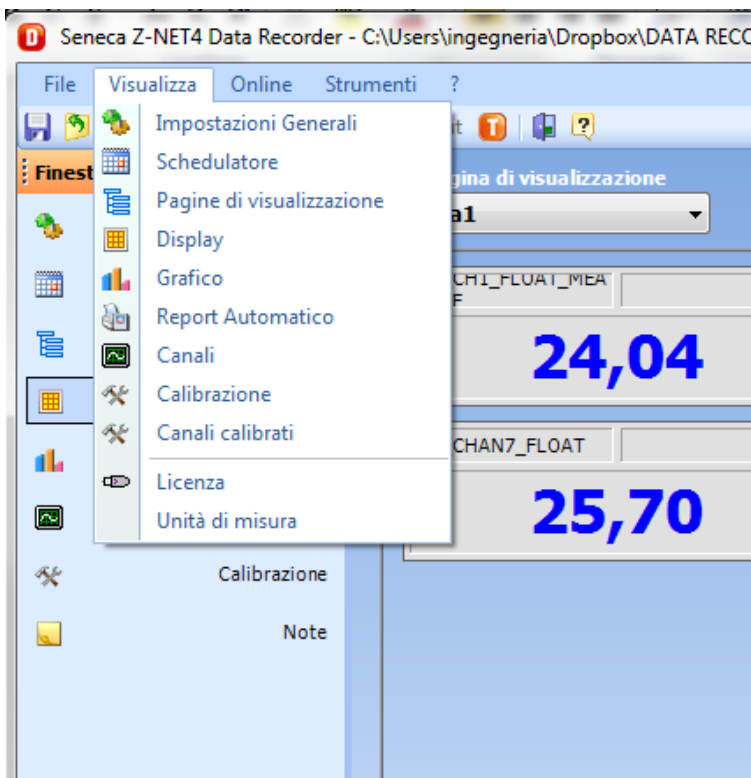 Seneca Z-NET4 Data Recorder - C:\Users\ingegneria\Dropbox\DATA RECO
File Visualizza Online Strumenti ?
Impostazioni Generali
Schedulatore
Pagine di visualizzazione
Display
Grafico
Report Automatico
Canali
Calibrazione
Canali calibrati
Licenza
Unità di misura
Finest
Calibrazione
Note
gina di visualizzazione
a1
CH1_FLOAT_MEA
F
24,04
CHAN7_FLOAT
25,70